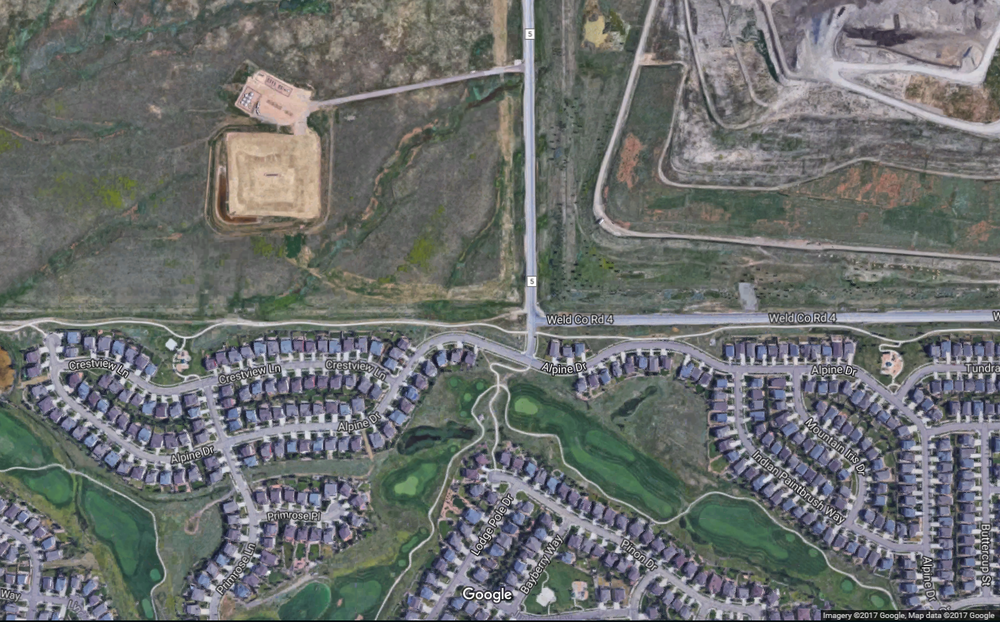 5
5
Weld Co Rd 4
Weld Co Rd 4
W
Crestview Ln
Crestview Ln
Crestview Ln
Alpine Dr
Alpine Dr
Tundra
Alpine Dr
Mountain Iris Dr
Alpine Dr
Indian Paintbrush Way
Primrose Pl
Lodge Pole Dr
Primrose Ln
Bayberry Way
Pinon Dr
Buttercup St
Alpine Dr
Way
Google
Imagery ©2017 Google, Map data ©2017 Google